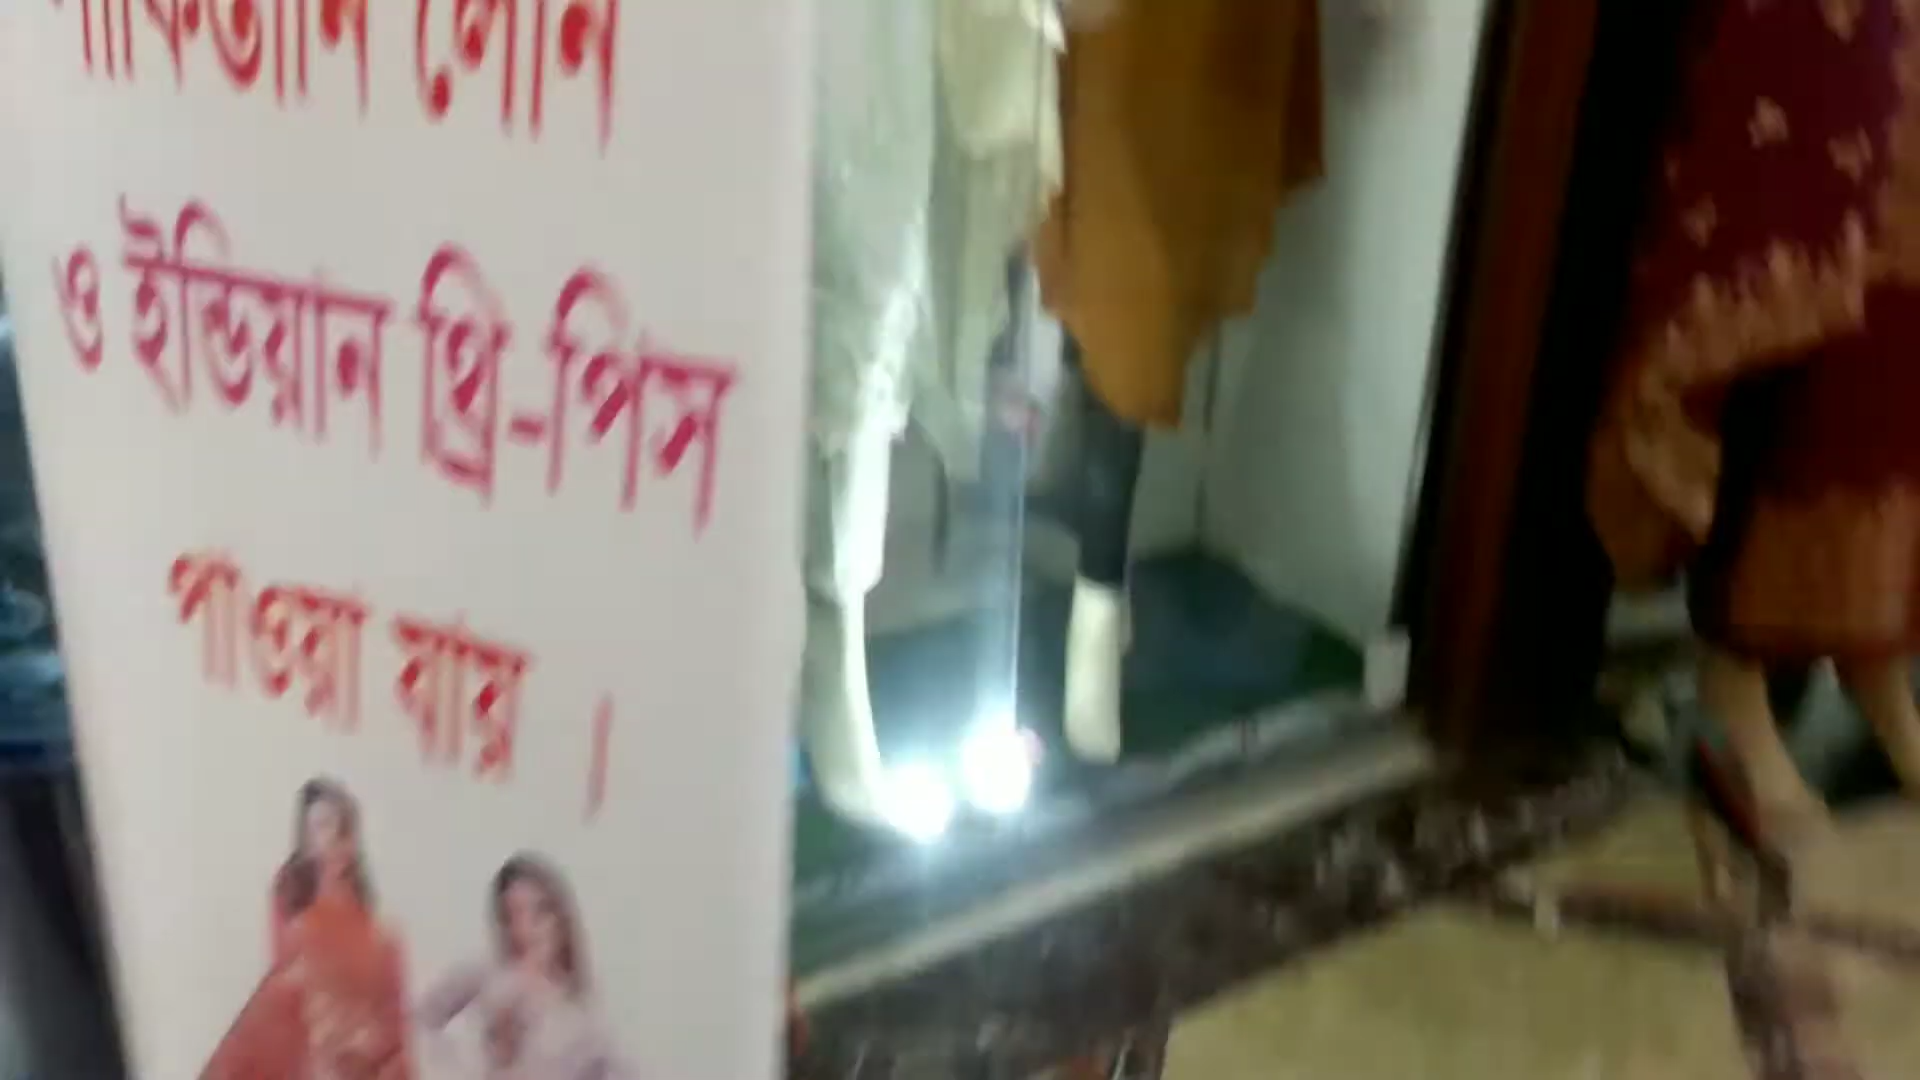 পাকিস্তানি লোন
ও ইন্ডিয়ান থ্রি-পিস
পাওয়া যায় ।